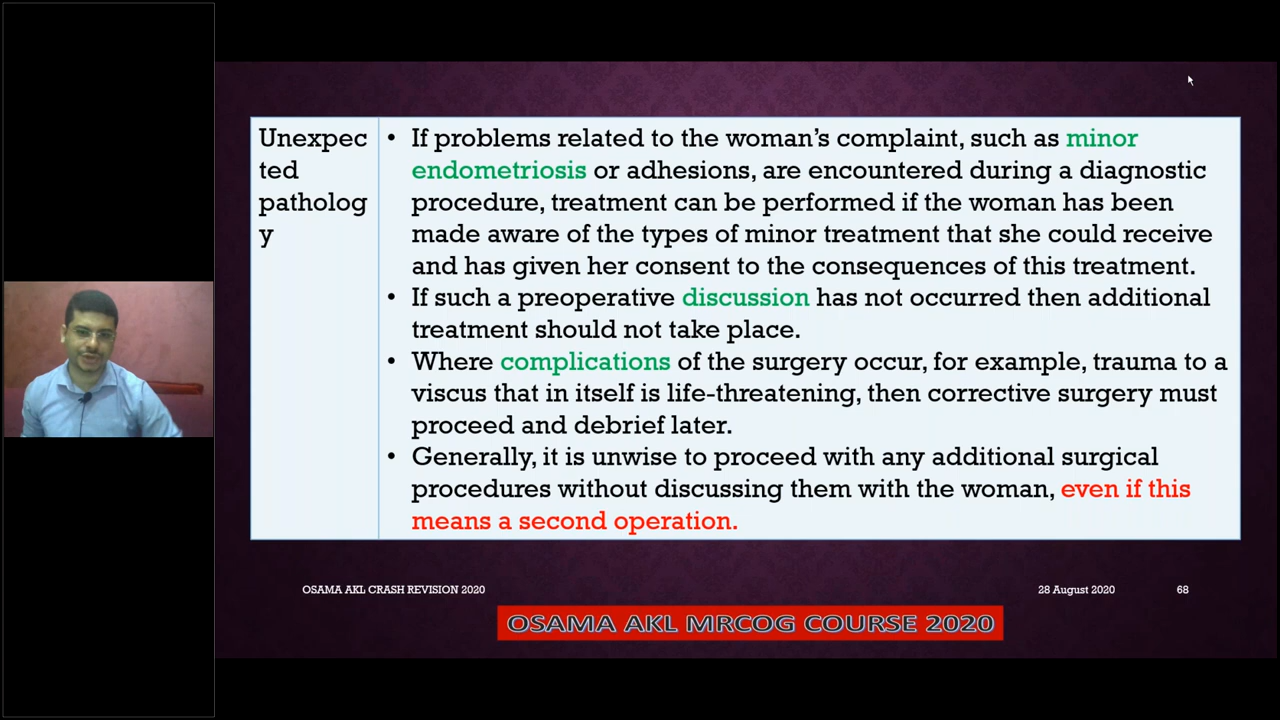 Unexpec
ted
patholog
y
• If problems related to the woman's complaint, such as minor
endometriosis or adhesions, are encountered during a diagnostic
procedure, treatment can be performed if the woman has been
made aware of the types of minor treatment that she could receive
and has given her consent to the consequences of this treatment.
• If such a preoperative discussion has not occurred then additional
treatment should not take place.
• Where complications of the surgery occur, for example, trauma to a
viscus that in itself is life-threatening, then corrective surgery must
proceed and debrief later.
• Generally, it is unwise to proceed with any additional surgical
procedures without discussing them with the woman, even if this
means a second operation.
OSAMA AKL CRASH REVISION 2020
28 August 2020
68
OSAMA AKL MRCOG COURSE 2020